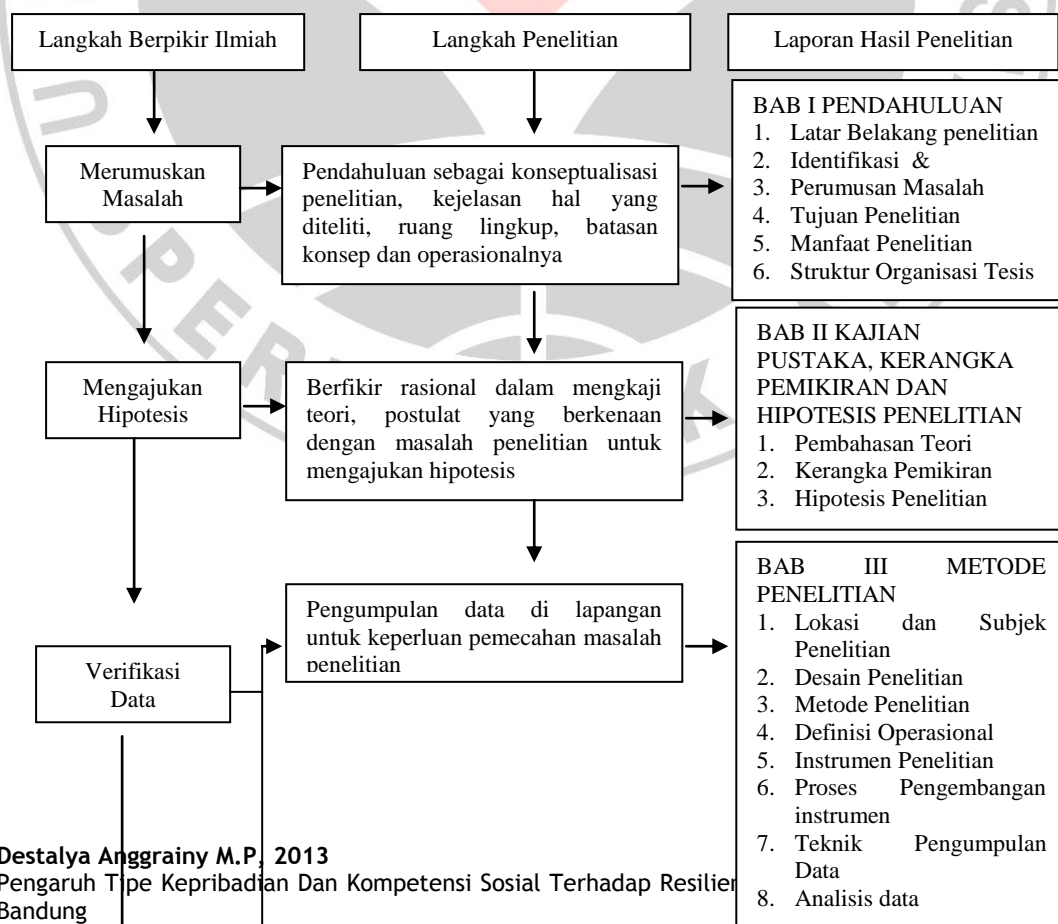 Langkah Berpikir Ilmiah
Langkah Penelitian
Laporan Hasil Penelitian
Merumuskan
Masalah
Pendahuluan sebagai konseptualisasi
penelitian, kejelasan hal yang
diteliti, ruang lingkup, batasan
konsep dan operasionalnya
BAB I PENDAHULUAN
1. Latar Belakang penelitian
2. Identifikasi &
3. Perumusan Masalah
4. Tujuan Penelitian
5. Manfaat Penelitian
6. Struktur Organisasi Tesis
Mengajukan
Hipotesis
Berfikir rasional dalam mengkaji
teori, postulat yang berkenaan
dengan masalah penelitian untuk
mengajukan hipotesis
BAB II KAJIAN
PUSTAKA, KERANGKA
PEMIKIRAN DAN
HIPOTESIS PENELITIAN
1. Pembahasan Teori
2. Kerangka Pemikiran
3. Hipotesis Penelitian
Verifikasi
Data
Pengumpulan data di lapangan
untuk keperluan pemecahan masalah
penelitian
BAB III METODE
PENELITIAN
1. Lokasi dan Subjek
Penelitian
2. Desain Penelitian
3. Metode Penelitian
4. Definisi Operasional
5. Instrumen Penelitian
6. Proses Pengembangan
instrumen
7. Teknik Pengumpulan
Data
8. Analisis data
Destalya Anggrainy M.P, 2013
Pengaruh Tipe Kepribadian Dan Kompetensi Sosial Terhadap
Bandung